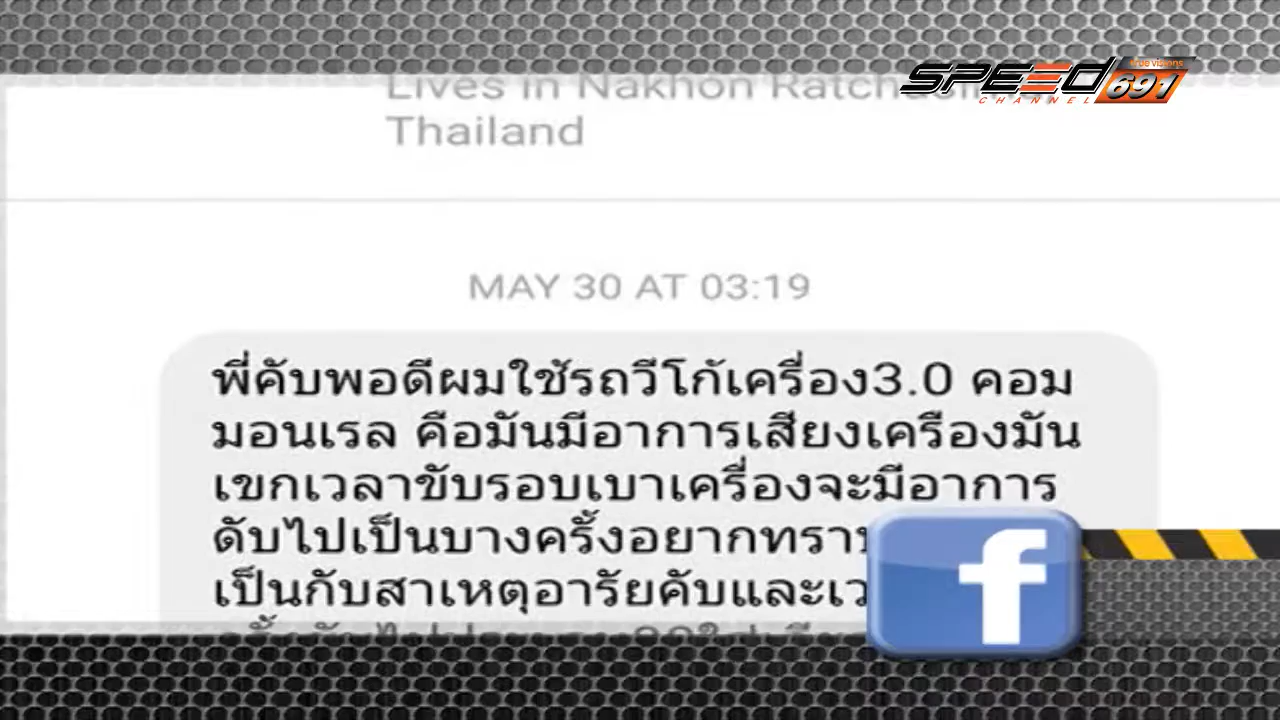 SPEED
CHANNEL
691
Lives in Nakhon
Thailand
MAY 30 AT 03:19
พี่คับพอดีผมใช้รถวีโก้เครื่อง3.0 คอม
มอนเรล คือมันมีอาการเสียงเครืองมัน
เขกเวลาขับรอบเบาเครื่องจะมีอาการ
ดับไปเป็นบางครั้งอยากทราบ
เป็นกับสาเหตุอารัยคับและเว
f